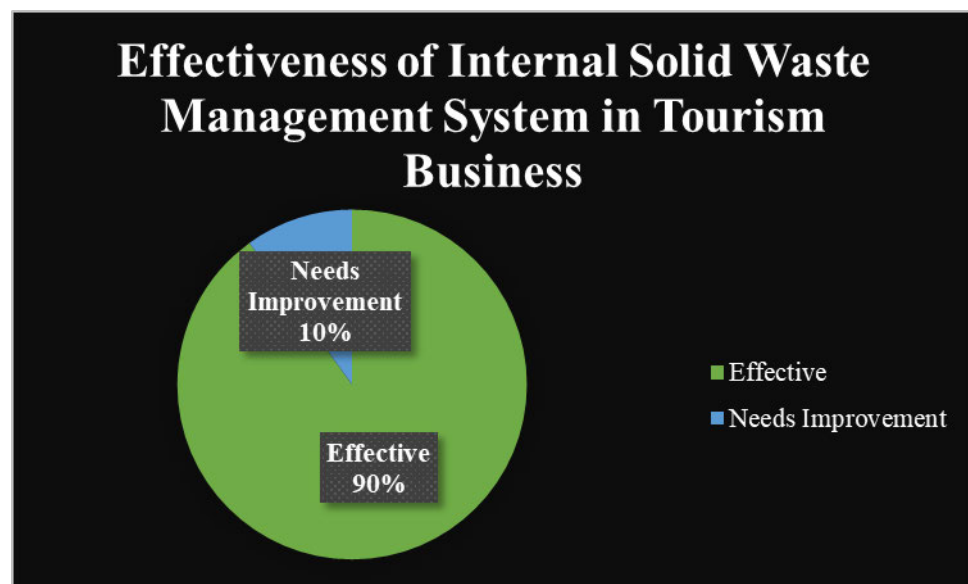 Effectiveness of Internal Solid Waste
Management System in Tourism
Business
Needs
Improvement
10%
Effective
90%
Effective
Needs Improvement